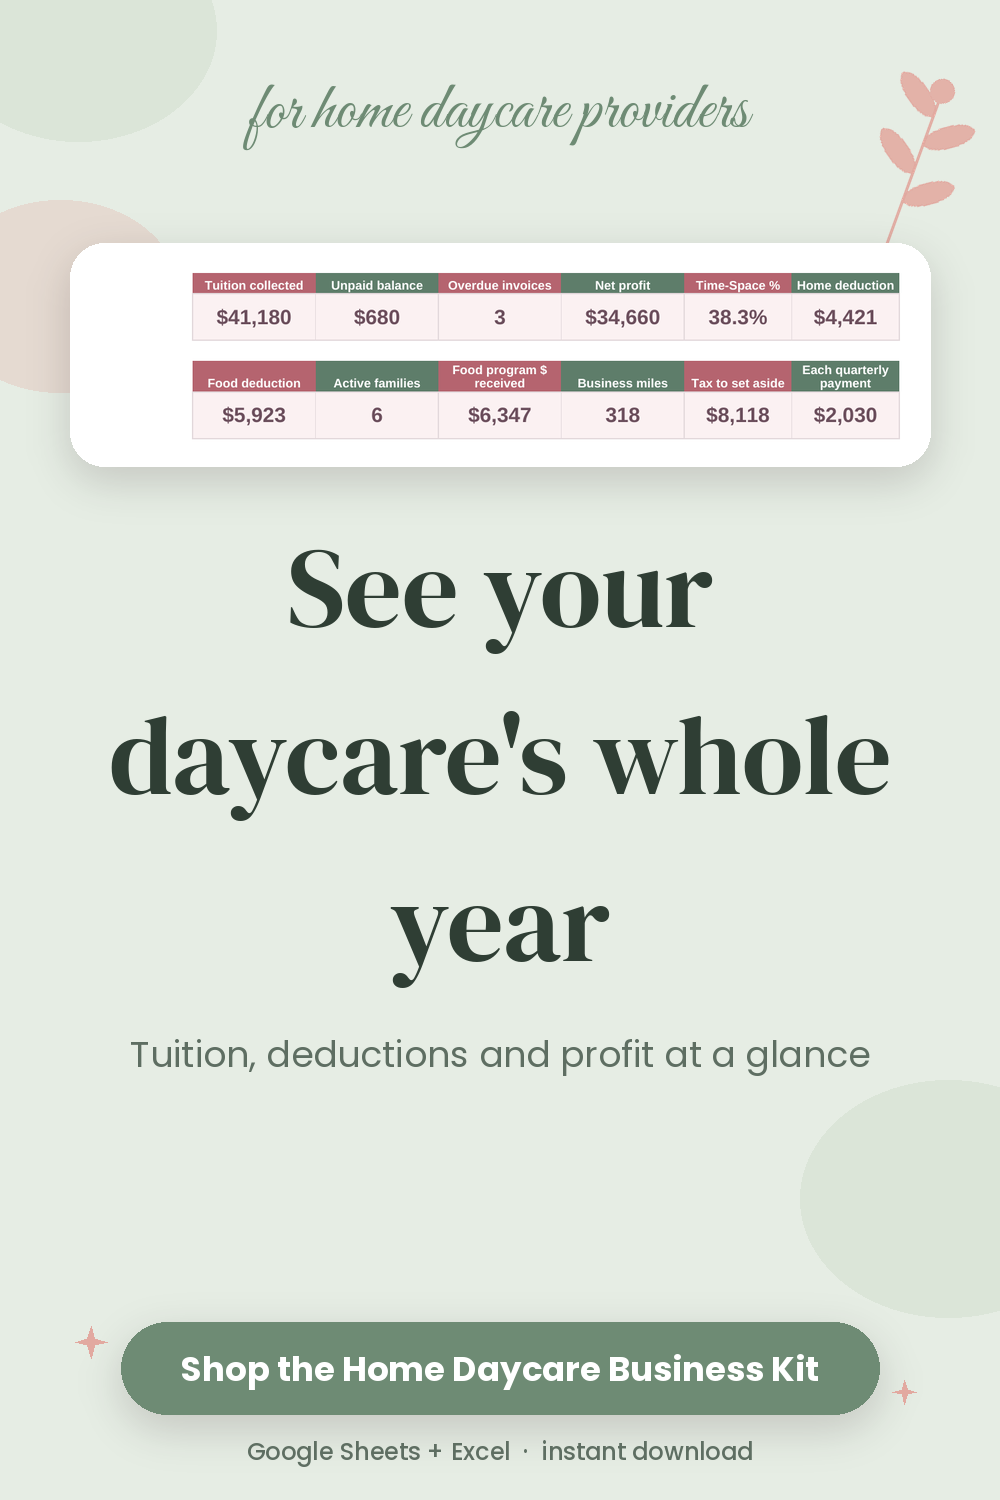 for home daycare providers
Tuition collected Unpaid balance Overdue invoices Net profit Time-Space % Home deduction
$41,180 $680 3 $34,660 38.3% $4,421
Food deduction Active families Food program $ received Business miles Tax to set aside Each quarterly payment
$5,923 6 $6,347 318 $8,118 $2,030
See your
daycare's whole
year
Tuition, deductions and profit at a glance
Shop the Home Daycare Business Kit
Google Sheets + Excel · instant download